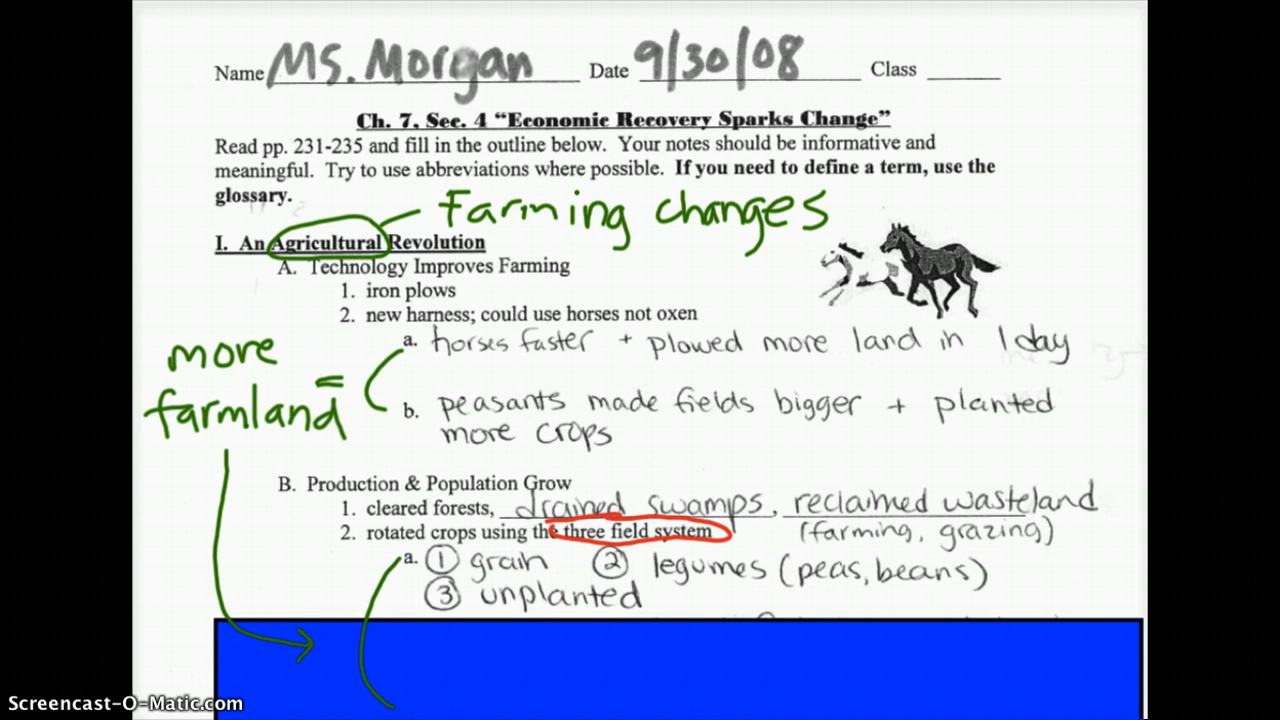 Name Ms. Morgan Date 9/30/08 Class
Ch. 7, Sec. 4 “Economic Recovery Sparks Change”
Read pp. 231-235 and fill in the outline below. Your notes should be informative and
meaningful. Try to use abbreviations where possible. If you need to define a term, use the
glossary.
Farming changes
I. An Agricultural Revolution
A. Technology Improves Farming
1. iron plows
2. new harness; could use horses not oxen
a. horses faster + plowed more land in 1 day
more
farmland =
b. peasants made fields bigger + planted
more crops
B. Production & Population Grow
1. cleared forests, drained swamps, reclaimed wasteland
2. rotated crops using the three field system (farming, grazing)
a. ① grain ② legumes (peas, beans)
③ unplanted
Screencast-O-Matic.com